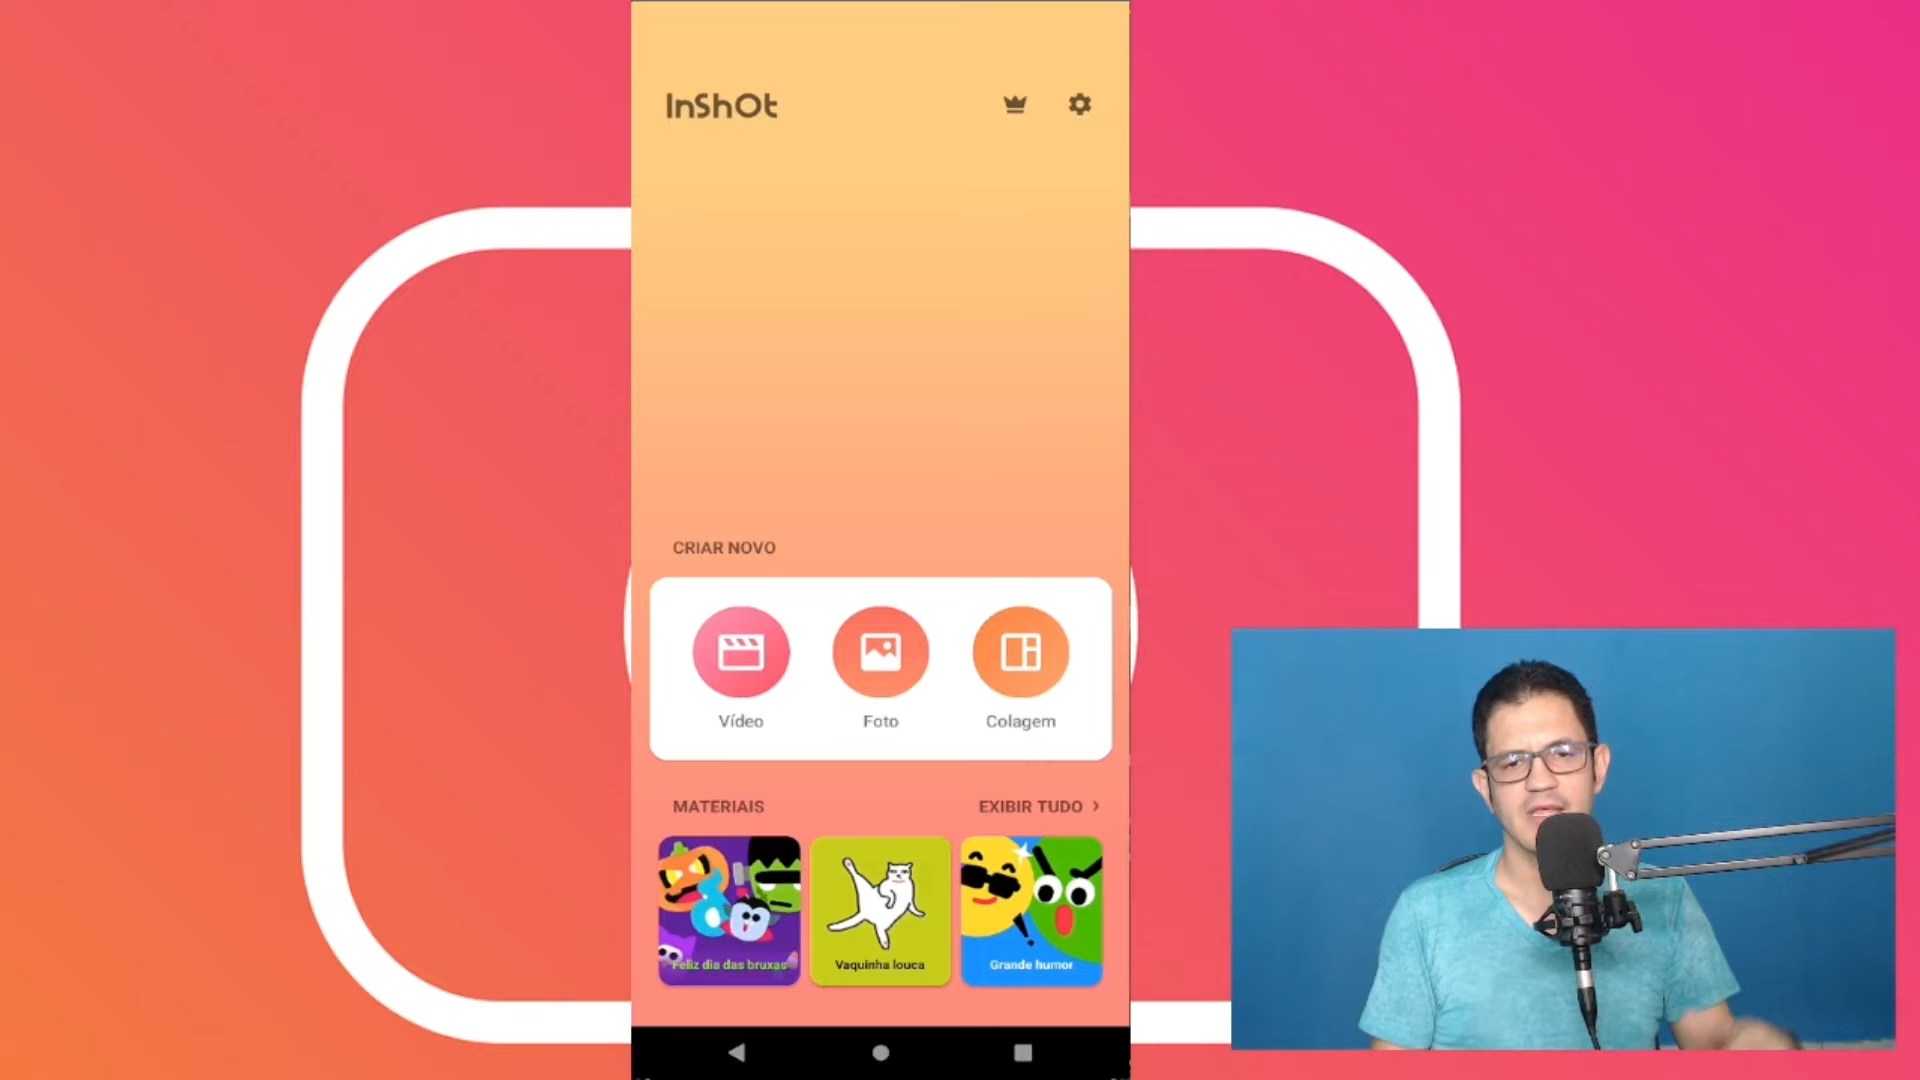 InShOt
CRIAR NOVO
Vídeo
Foto
Colagem
MATERIAIS
EXIBIR TUDO
Feliz dia das bruxas
Vaquinha louca
Grande humor